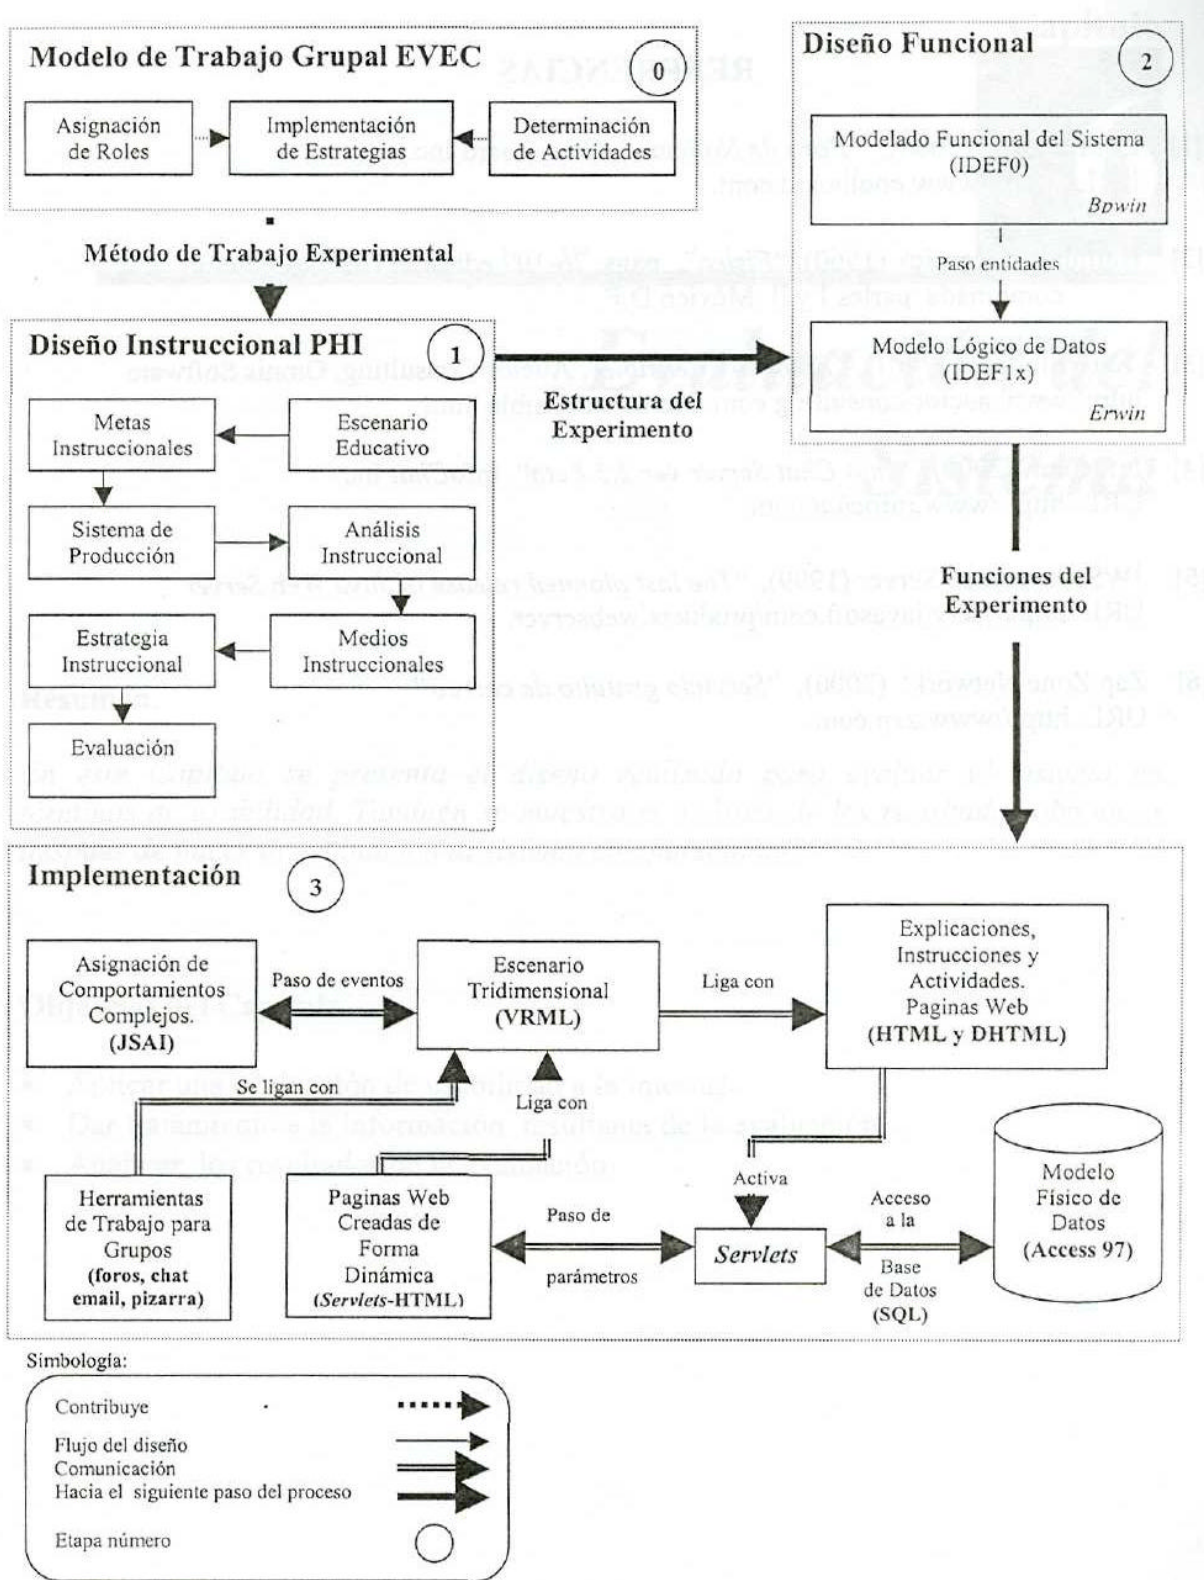 Modelo de Trabajo Grupal EVEC
0
Asignación
de Roles
Implementación
de Estrategias
Determinación
de Actividades
Método de Trabajo Experimental
Diseño Instruccional PHI
1
Metas
Instruccionales
Escenario
Educativo
Sistema de
Producción
Análisis
Instruccional
Estrategia
Instruccional
Medios
Instruccionales
Evaluación
Estructura del
Experimento
Diseño Funcional
2
Modelado Funcional del Sistema
(IDEF0)
Bpwin
Paso entidades
Modelo Lógico de Datos
(IDEF1x)
Erwin
Funciones del
Experimento
Implementación
3
Asignación de
Comportamientos
Complejos.
(JSAI)
Paso de eventos
Escenario
Tridimensional
(VRML)
Liga con
Explicaciones,
Instrucciones y
Actividades.
Paginas Web
(HTML y DHTML)
Se ligan con
Liga con
Activa
Herramientas
de Trabajo para
Grupos
(foros, chat
email, pizarra)
Paginas Web
Creadas de
Forma
Dinámica
(Servlets-HTML)
Paso de
parámetros
Servlets
Acceso
a la
Base
de Datos
(SQL)
Modelo
Físico de
Datos
(Access 97)
Simbología:
Contribuye
Flujo del diseño
Comunicación
Hacia el siguiente paso del proceso
Etapa número